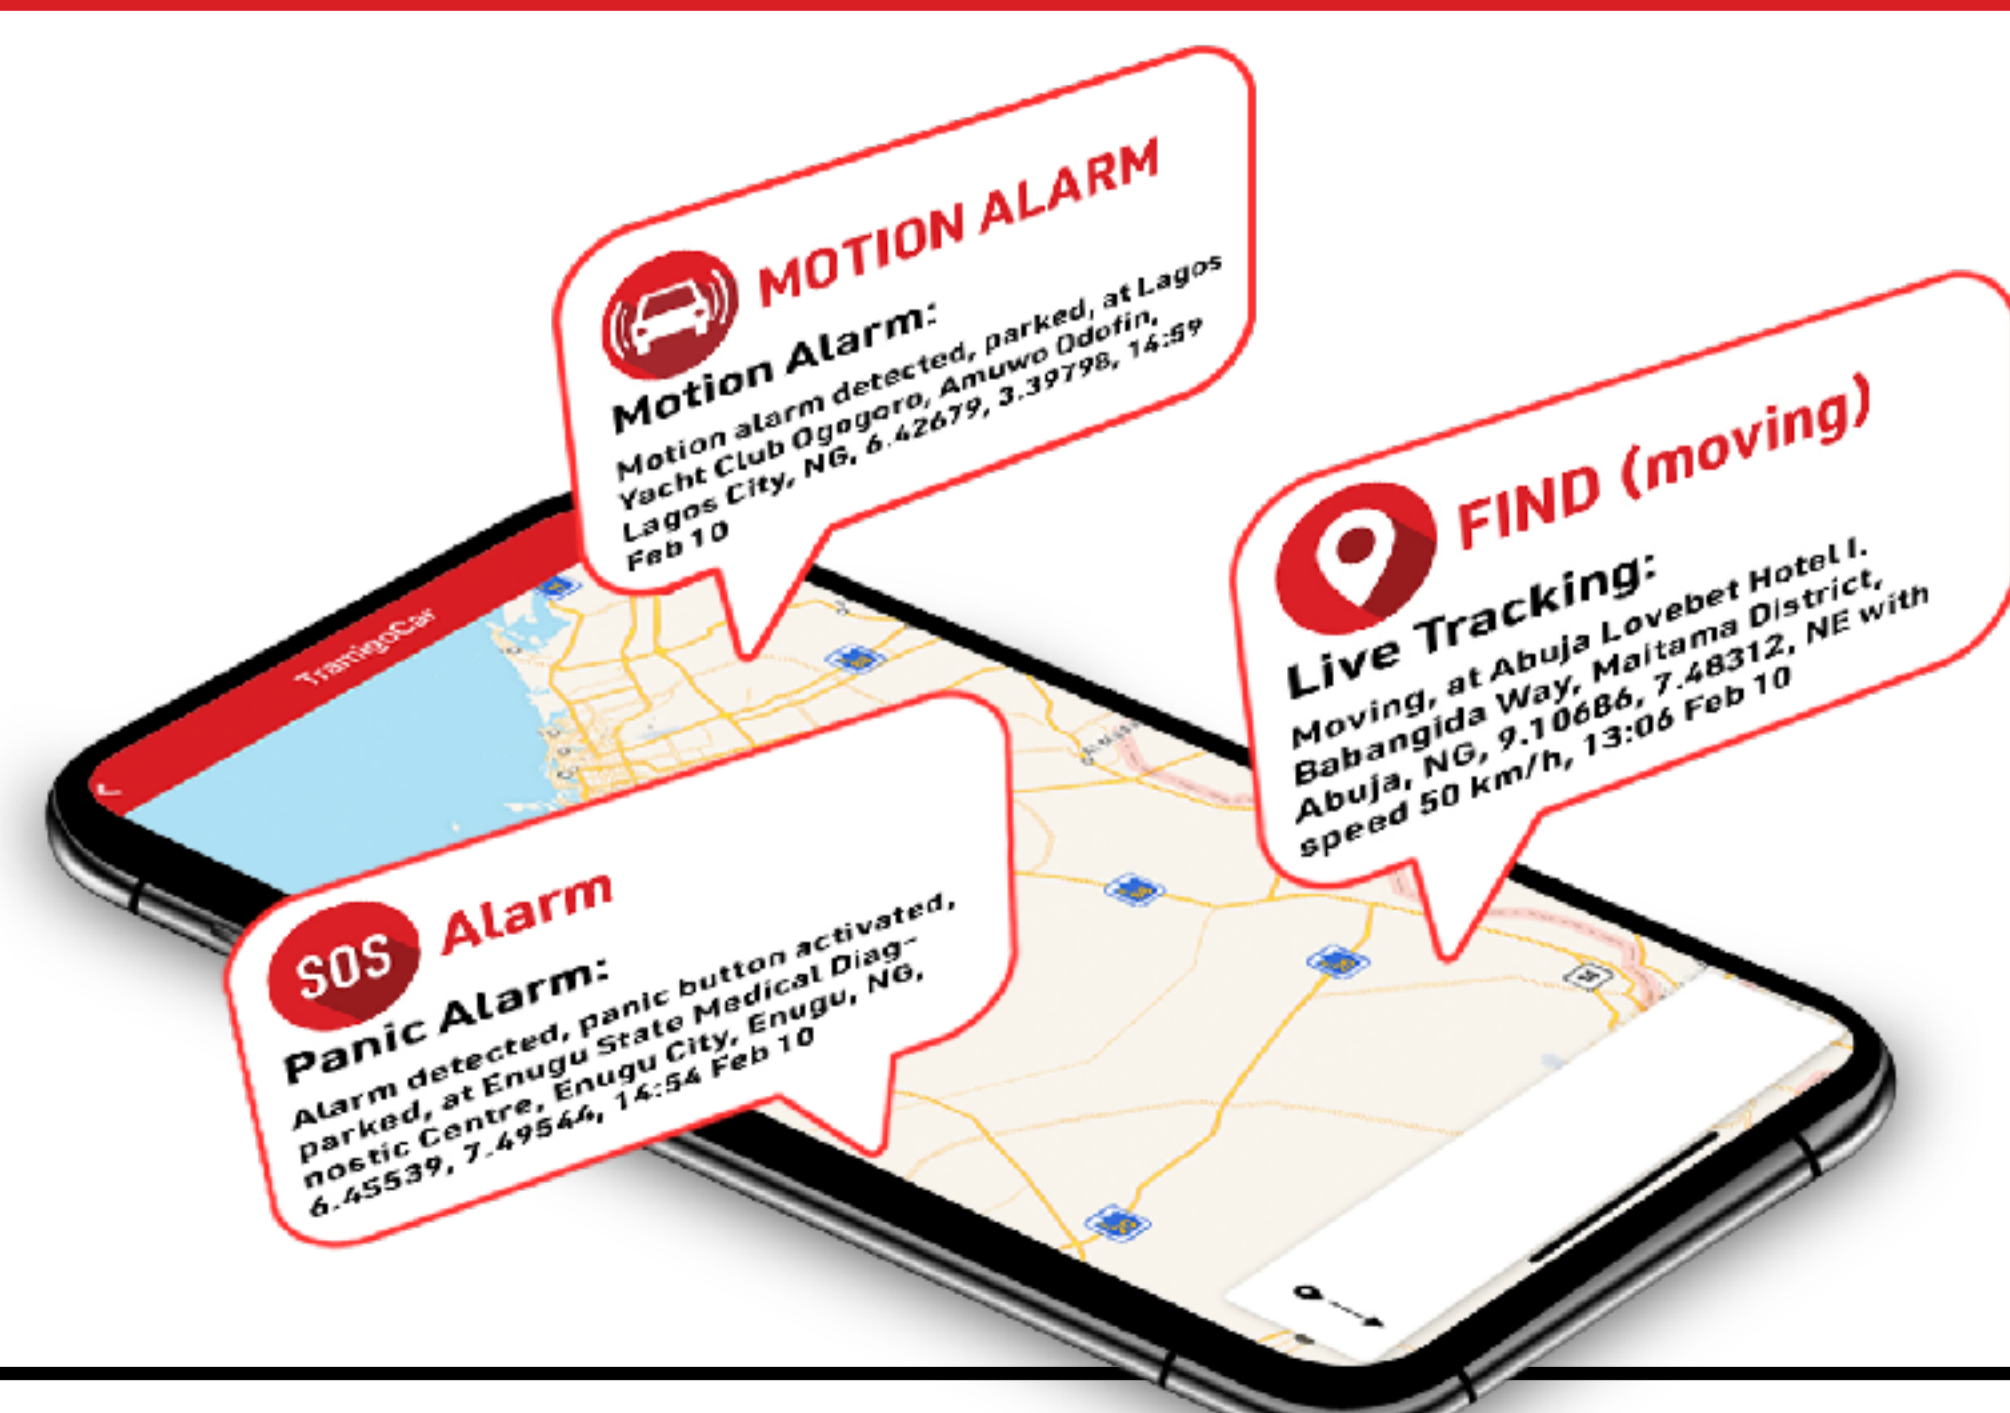 MOTION ALARM
Motion Alarm:
Motion alarm detected, parked, at Lagos
Yacht Club Ogogoro, Amuwo Odofin,
Lagos City, NG, 6.42679, 3.39798, 14:59
Feb 10
FIND (moving)
Live Tracking:
Moving, at Abuja Lovebet Hotel I.
Babangida Way, Maitama District,
Abuja, NG, 9.10686, 7.48312, NE with
speed 50 km/h, 13:06 Feb 10
TramigoCar
SOS Alarm
Panic Alarm:
Alarm detected, panic button activated,
parked, at Enugu State Medical Diag-
nostic Centre, Enugu City, Enugu, NG,
6.45539, 7.49544, 14:54 Feb 10